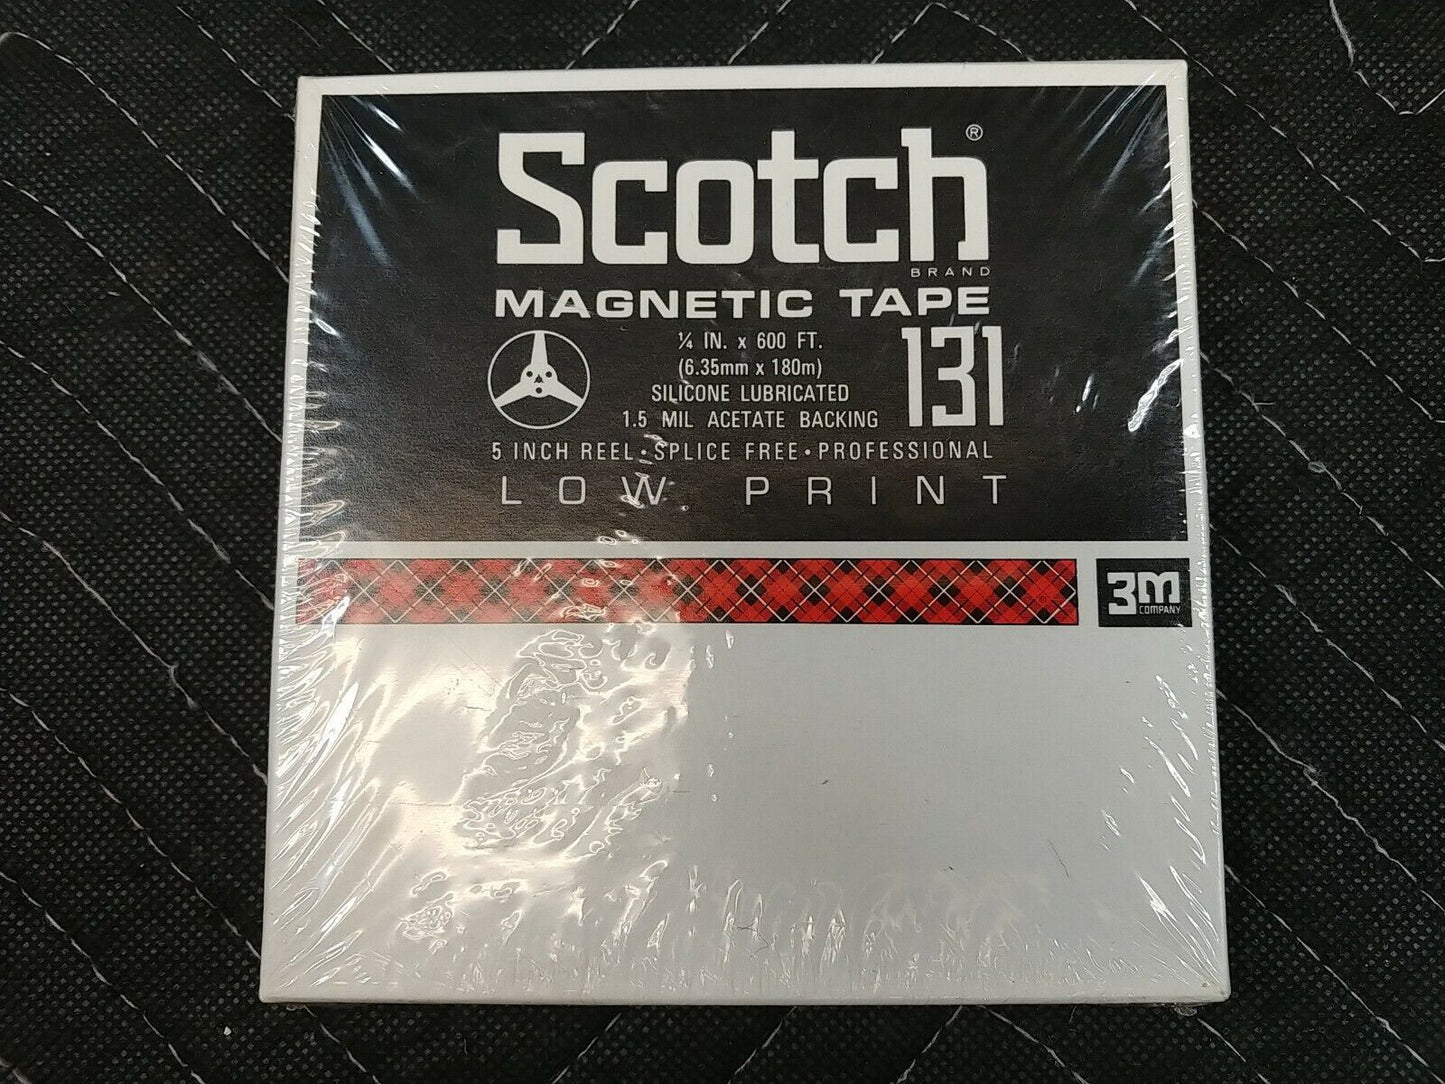 Scotch®
BRAND
MAGNETIC TAPE
¼ IN. x 600 FT.
(6.35mm x 180m)
SILICONE LUBRICATED
1.5 MIL ACETATE BACKING
131
5 INCH REEL • SPLICE FREE • PROFESSIONAL
LOW PRINT
3M
COMPANY